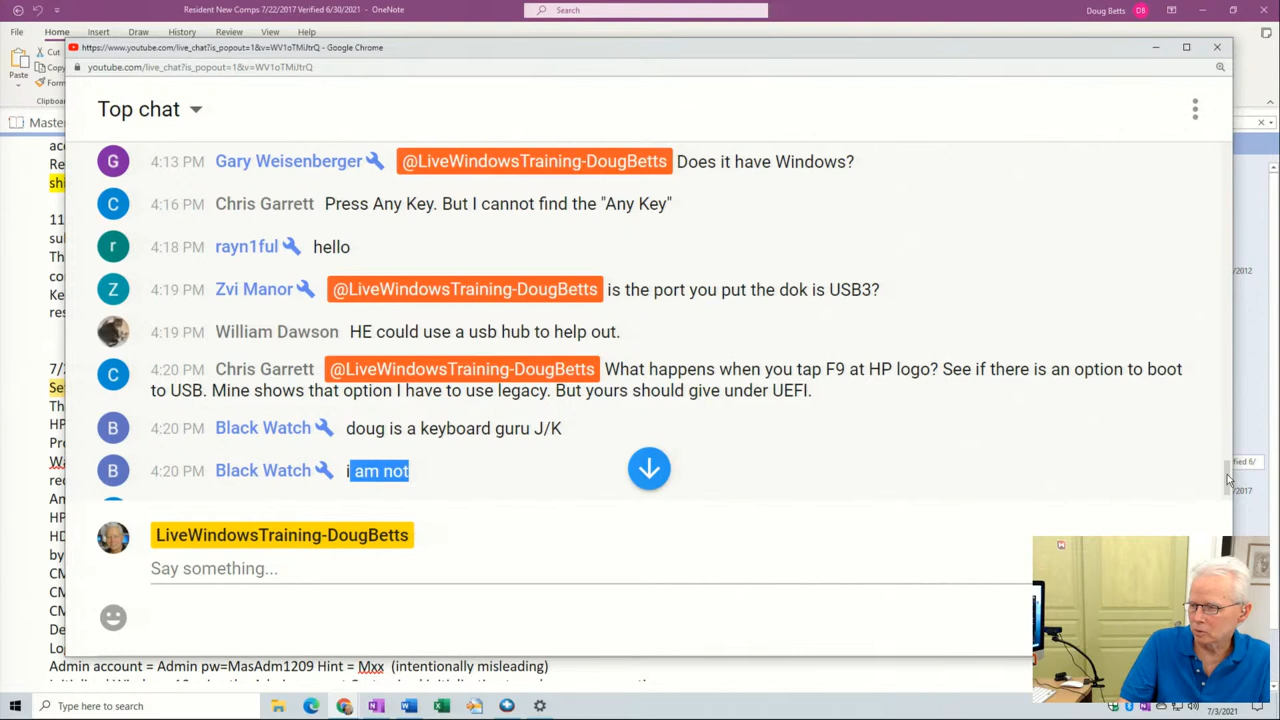 Resident New Comps 7/22/2017 Verified 6/30/2021 - OneNote
Search
Doug Betts
DB
File Home Insert Draw History Review View Help
https://www.youtube.com/live_chat?is_popout=1&v=WV1oTMiJtrQ - Google Chrome
youtube.com/live_chat?is_popout=1&v=WV1oTMiJtrQ
Cut
Paste
Top chat
G 4:13 PM Gary Weisenberger @LiveWindowsTraining-DougBetts Does it have Windows?
C 4:16 PM Chris Garrett Press Any Key. But I cannot find the "Any Key"
r 4:18 PM rayn1ful hello
Z 4:19 PM Zvi Manor @LiveWindowsTraining-DougBetts is the port you put the dok is USB3?
4:19 PM William Dawson HE could use a usb hub to help out.
C 4:20 PM Chris Garrett @LiveWindowsTraining-DougBetts What happens when you tap F9 at HP logo? See if there is an option to boot
to USB. Mine shows that option I have to use legacy. But yours should give under UEFI.
B 4:20 PM Black Watch doug is a keyboard guru J/K
B 4:20 PM Black Watch i am not
LiveWindowsTraining-DougBetts
Say something...
Admin account = Admin pw=MasAdm1209 Hint = Mxx (intentionally misleading)
Type here to search
7/3/2021